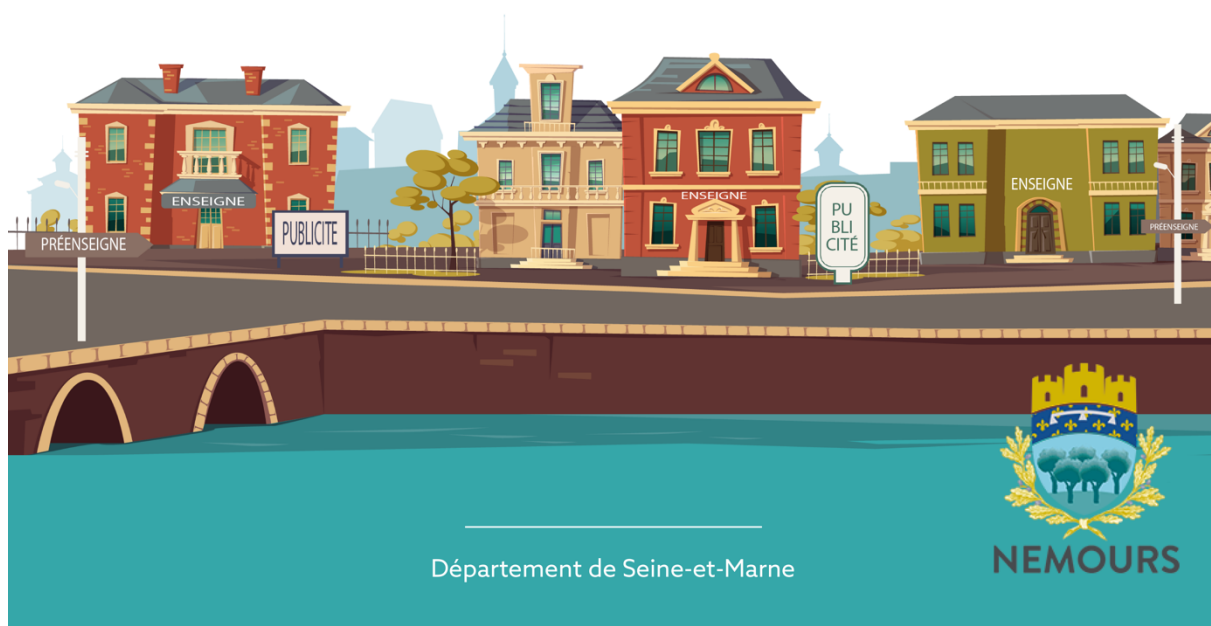 ENSEIGNE
PRÉENSEIGNE
PUBLICITE
ENSEIGNE
PU
BLI
CITÉ
ENSEIGNE
PRÉENSEIGNE
Département de Seine-et-Marne
NEMOURS